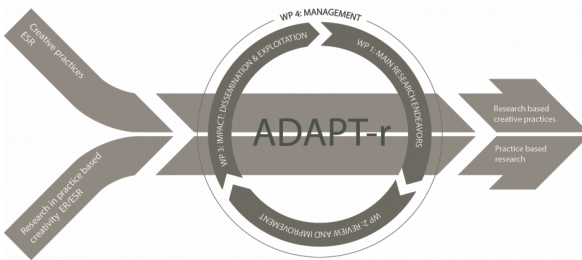 WP 4: MANAGEMENT
Creative practices
ESR
WP 3: IMPACT: DISSEMINATION & EXPLOITATION
WP 1: MAIN RESEARCH ENDEAVORS
ADAPT-r
Research based
creative practices
Practice based
research
Research in practice based
creativity ER/ESR
WP 2: REVIEW AND IMPROVEMENT